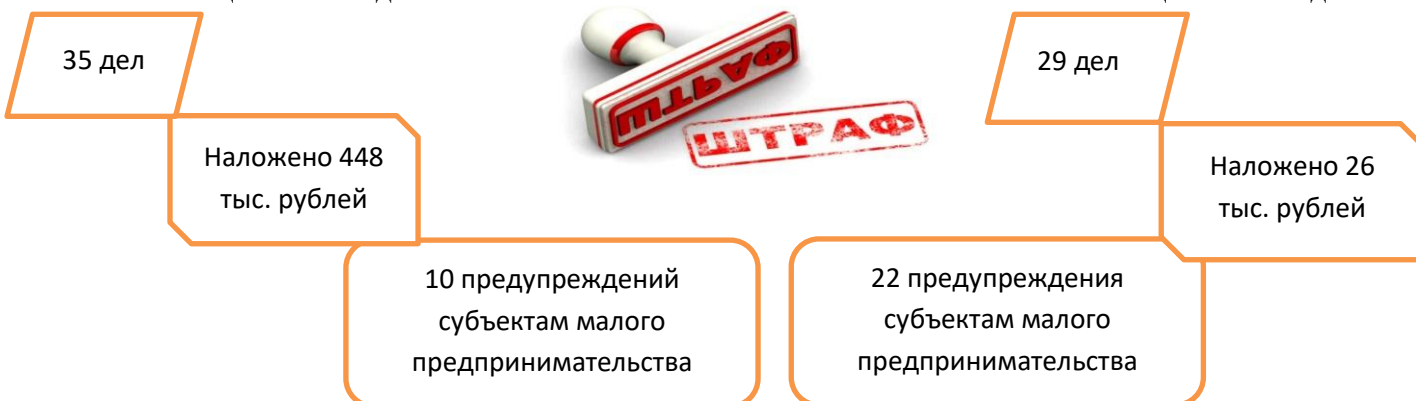 35 дел
29 дел
ШТРАФ
ШТРАФ
Наложено 448
тыс. рублей
Наложено 26
тыс. рублей
10 предупреждений
субъектам малого
предпринимательства
22 предупреждения
субъектам малого
предпринимательства